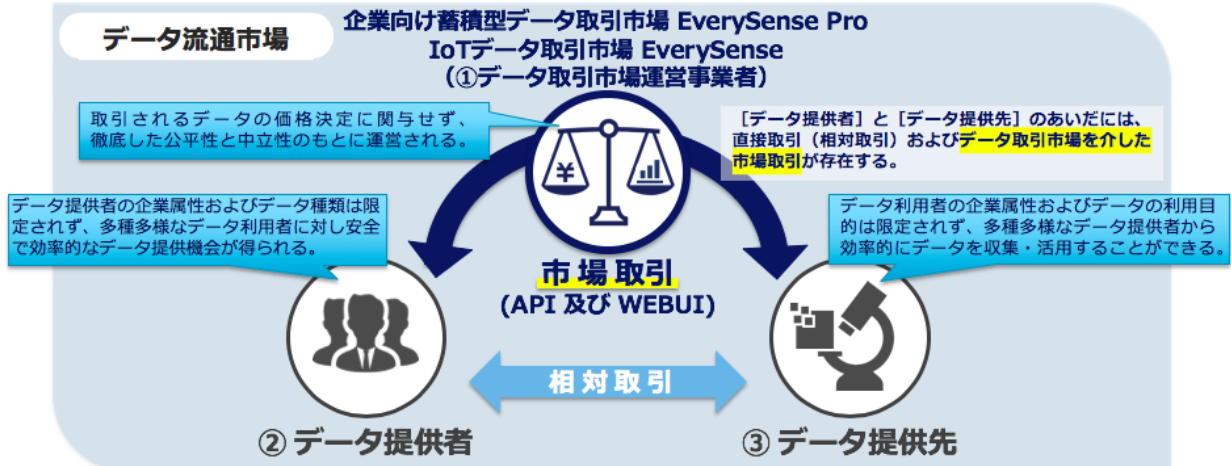 データ流通市場
企業向け蓄積型データ取引市場 EverySense Pro
IoTデータ取引市場 EverySense
（①データ取引市場運営事業者）
取引されるデータの価格決定に関与せず、
徹底した公平性と中立性のもとに運営される。
［データ提供者］と［データ提供先］のあいだには、
直接取引（相対取引）およびデータ取引市場を介した
市場取引が存在する。
¥
データ提供者の企業属性およびデータ種類は限
定されず、多種多様なデータ利用者に対し安全
で効率的なデータ提供機会が得られる。
データ利用者の企業属性およびデータの利用目
的は限定されず、多種多様なデータ提供者から
効率的にデータを収集・活用することができる。
市場取引
(API 及び WEBUI)
相対取引
② データ提供者
③ データ提供先